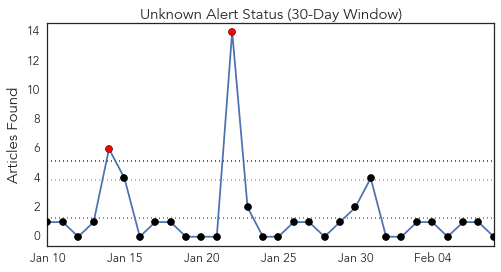 Unknown Alert Status (30-Day Window)
Articles Found
14
12
10
8
6
4
2
0
Jan 10
Jan 15
Jan 20
Jan 25
Jan 30
Feb 04